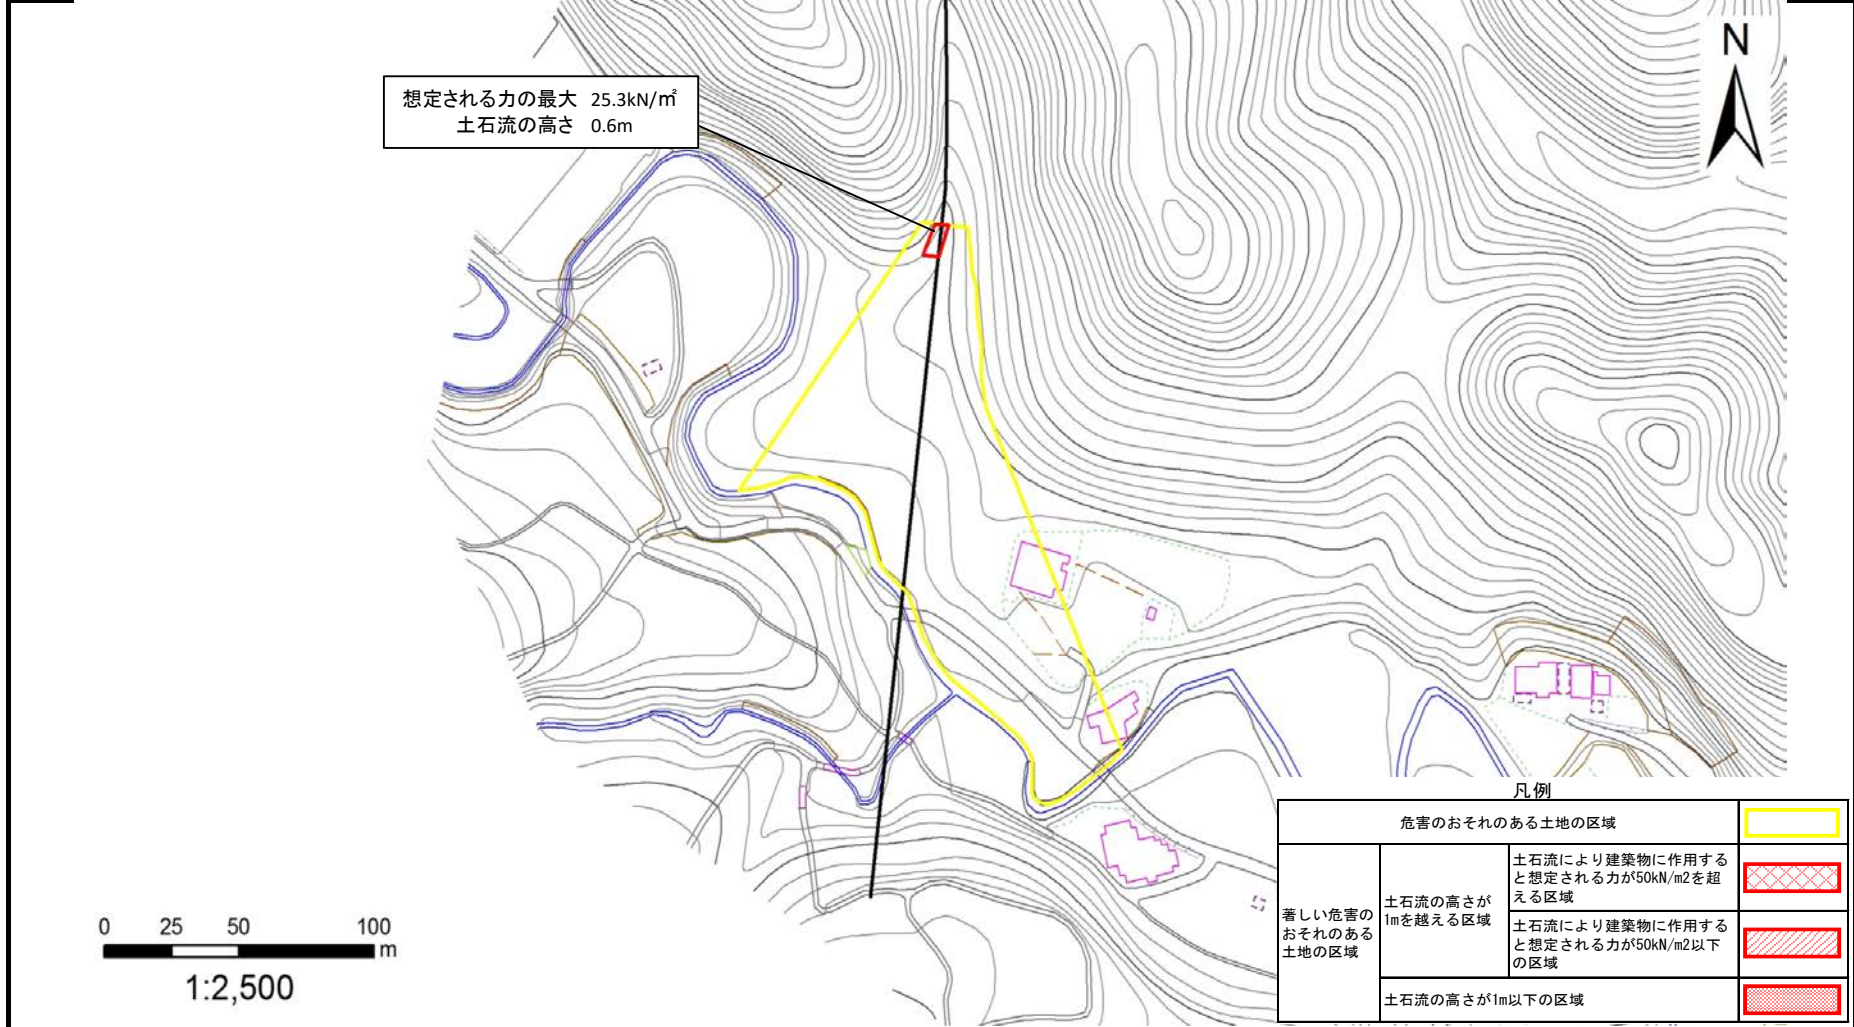 N
想定される力の最大 25.3kN/㎡
土石流の高さ 0.6m
0 25 50 100
m
1:2,500
凡例
危害のおそれのある土地の区域
著しい危害の
おそれのある
土地の区域
土石流の高さが
1mを越える区域
土石流により建築物に作用する
と想定される力が50kN/m2を超
える区域
土石流により建築物に作用する
と想定される力が50kN/m2以下
の区域
土石流の高さが1m以下の区域